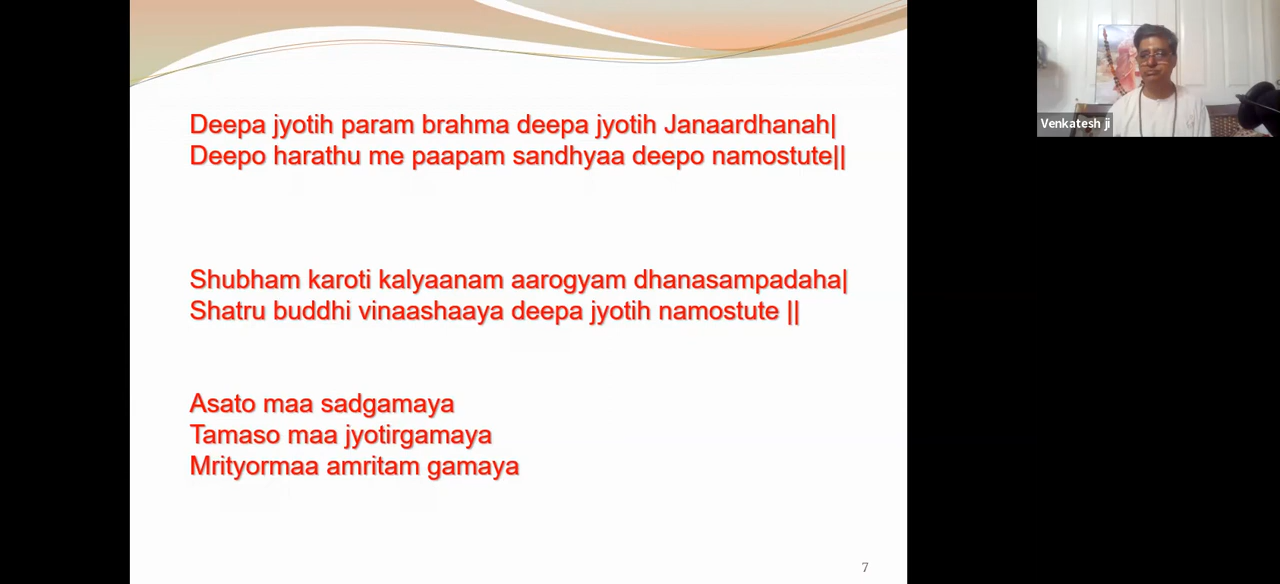 Deepa jyotih param brahma deepa jyotih Janaardhanah|
Deepo harathu me paapam sandhyaa deepo namostute||
Shubham karoti kalyaanam aarogyam dhanasampadaha|
Shatru buddhi vinaashaaya deepa jyotih namostute ||
Asato maa sadgamaya
Tamaso maa jyotirgamaya
Mrityormaa amritam gamaya
7
Venkatesh ji